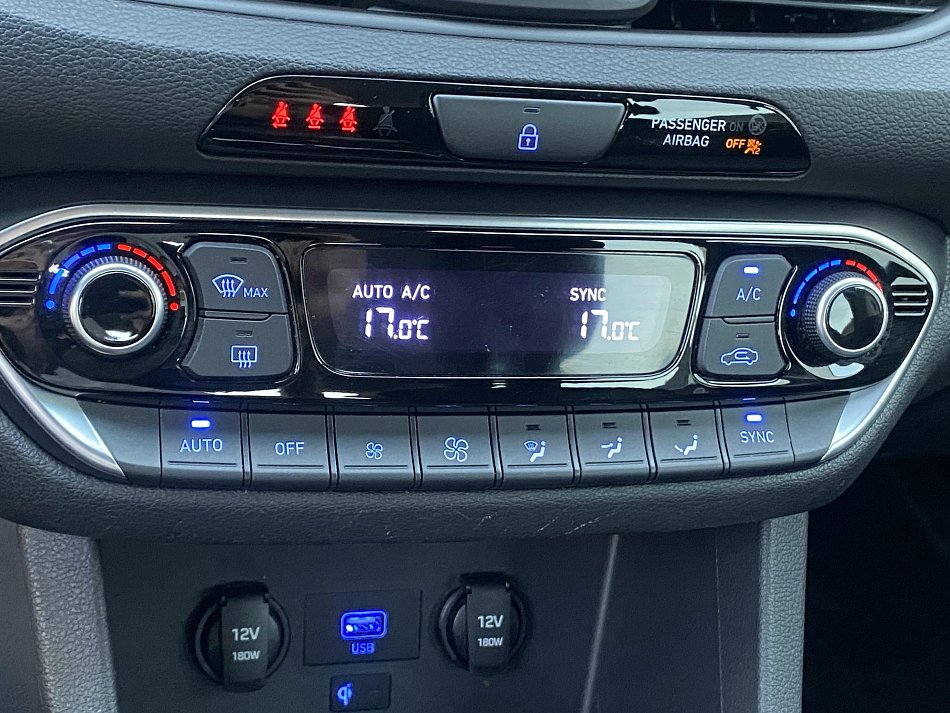 PASSENGER ON
AIRBAG OFF
MAX
AUTO A/C
17.0°C
SYNC
17.0°C
A/C
AUTO
OFF
SYNC
12V
180W
USB
12V
180W